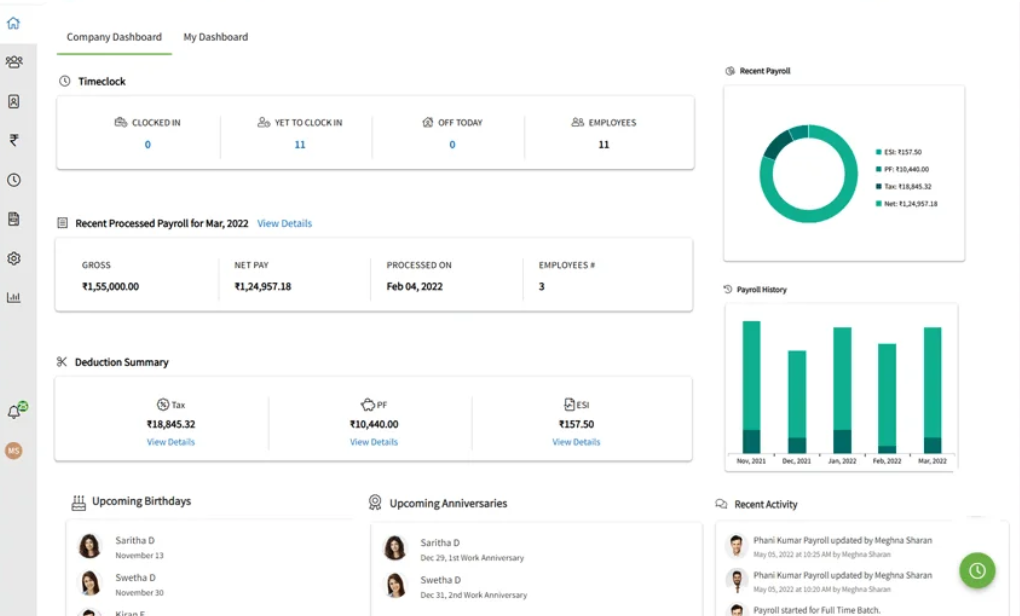 Company Dashboard My Dashboard
Timeclock
CLOCKED IN YET TO CLOCK IN OFF TODAY EMPLOYEES
0 11 0 11
Recent Processed Payroll for Mar, 2022 View Details
GROSS NET PAY PROCESSED ON EMPLOYEES #
₹1,55,000.00 ₹1,24,957.18 Feb 04, 2022 3
Deduction Summary
Tax PF ESI
₹18,845.32 ₹10,440.00 ₹157.50
View Details View Details View Details
Recent Payroll
ESI: ₹157.50
PF: ₹10,440.00
Tax: ₹18,845.32
Net: ₹1,24,957.18
Payroll History
Nov, 2021 Dec, 2021 Jan, 2022 Feb, 2022 Mar, 2022
Upcoming Birthdays
Saritha D
November 13
Swetha D
November 30
Kiran E
Upcoming Anniversaries
Saritha D
Dec 29, 1st Work Anniversary
Swetha D
Dec 31, 2nd Work Anniversary
Recent Activity
Phani Kumar Payroll updated by Meghna Sharan
May 05, 2022 at 10:25 AM by Meghna Sharan
Phani Kumar Payroll updated by Meghna Sharan
May 05, 2022 at 10:20 AM by Meghna Sharan
Payroll started for Full Time Batch.
MS